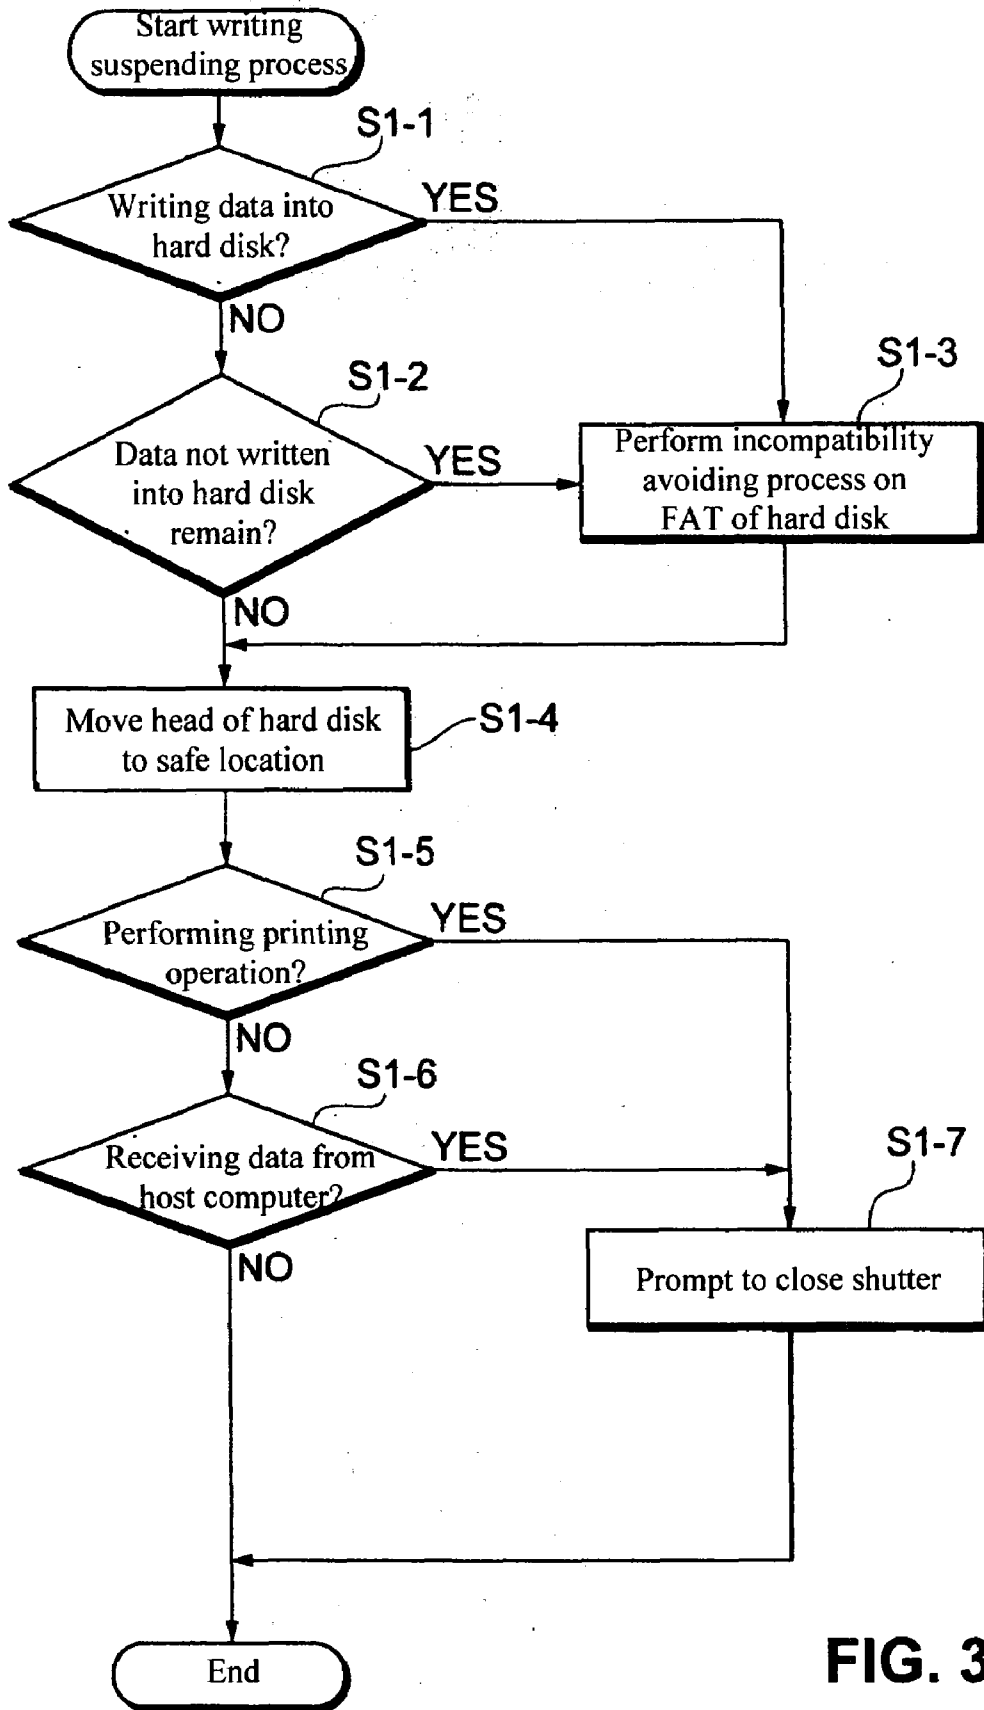 Start writing
suspending process
S1-1
Writing data into
hard disk?
YES
NO
S1-2
S1-3
Data not written
into hard disk
remain?
YES
Perform incompatibility
avoiding process on
FAT of hard disk
NO
Move head of hard disk
to safe location
S1-4
S1-5
Performing printing
operation?
YES
NO
S1-6
Receiving data from
host computer?
YES
S1-7
NO
Prompt to close shutter
End
FIG. 3